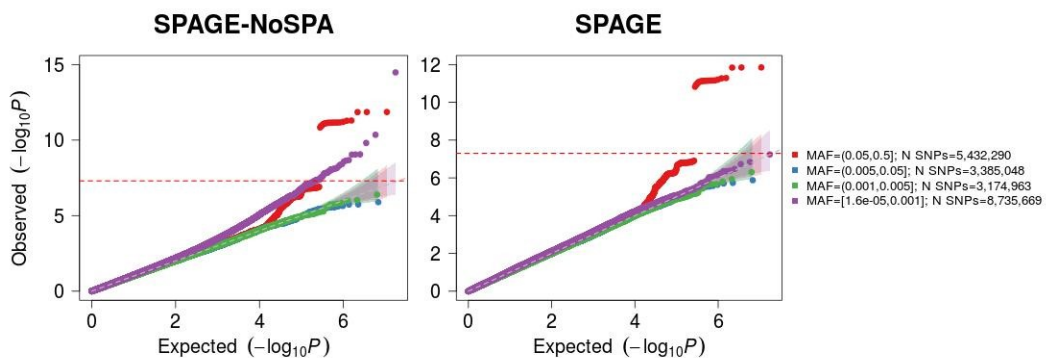 SPAGE-NoSPA
SPAGE
Observed (−log10P)
15
10
5
0
0 2 4 6
Expected (−log10P)
12
10
8
6
4
2
0
0 2 4 6
Expected (−log10P)
MAF=(0.05,0.5]; N SNPs=5,432,290
MAF=(0.005,0.05]; N SNPs=3,385,048
MAF=(0.001,0.005]; N SNPs=3,174,963
MAF=[1.6e-05,0.001]; N SNPs=8,735,669